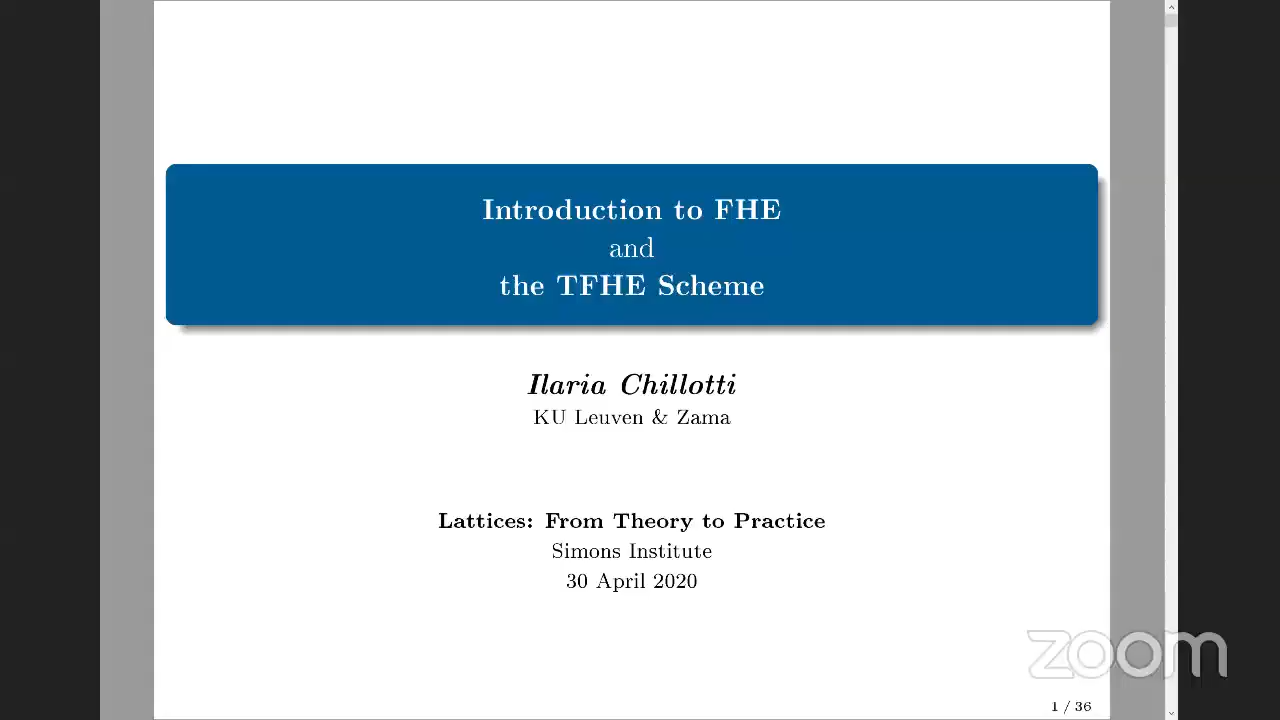 Introduction to FHE
and
the TFHE Scheme
Ilaria Chillotti
KU Leuven & Zama
Lattices: From Theory to Practice
Simons Institute
30 April 2020
zoom
1 / 36